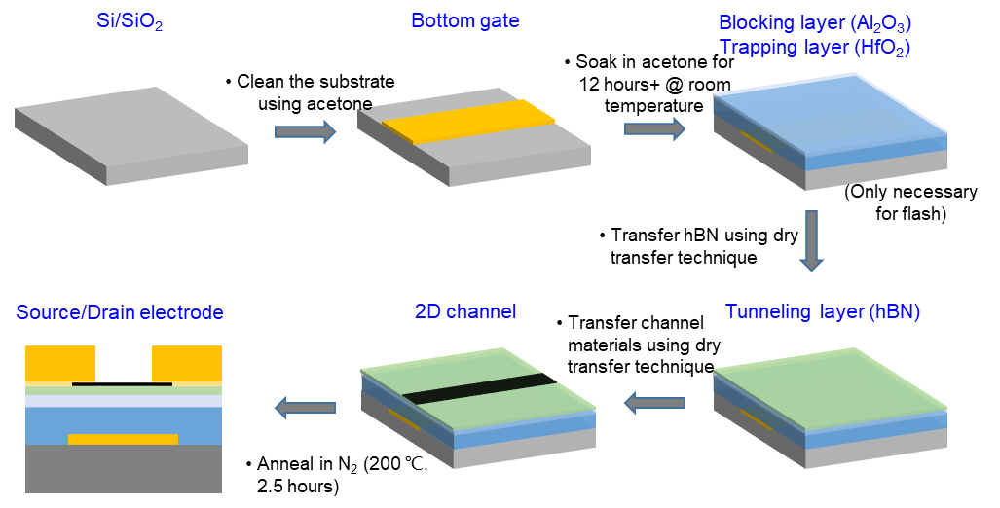 Si/SiO₂
• Clean the substrate
using acetone
Bottom gate
• Soak in acetone for
12 hours+ @ room
temperature
Blocking layer (Al₂O₃)
Trapping layer (HfO₂)
(Only necessary
for flash)
• Transfer hBN using dry
transfer technique
Tunneling layer (hBN)
• Transfer channel
materials using dry
transfer technique
2D channel
• Anneal in N₂ (200 ℃,
2.5 hours)
Source/Drain electrode